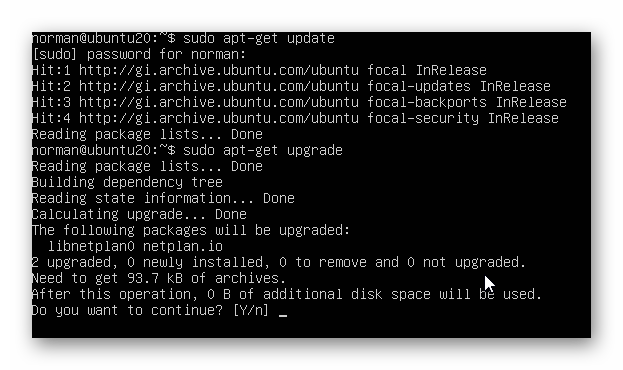 norman@ubuntu20:~$ sudo apt-get update
[sudo] password for norman:
Hit:1 http://gi.archive.ubuntu.com/ubuntu focal InRelease
Hit:2 http://gi.archive.ubuntu.com/ubuntu focal-updates InRelease
Hit:3 http://gi.archive.ubuntu.com/ubuntu focal-backports InRelease
Hit:4 http://gi.archive.ubuntu.com/ubuntu focal-security InRelease
Reading package lists... Done
norman@ubuntu20:~$ sudo apt-get upgrade
Reading package lists... Done
Building dependency tree
Reading state information... Done
Calculating upgrade... Done
The following packages will be upgraded:
  libnetplan0 netplan.io
2 upgraded, 0 newly installed, 0 to remove and 0 not upgraded.
Need to get 93.7 kB of archives.
After this operation, 0 B of additional disk space will be used.
Do you want to continue? [Y/n] _